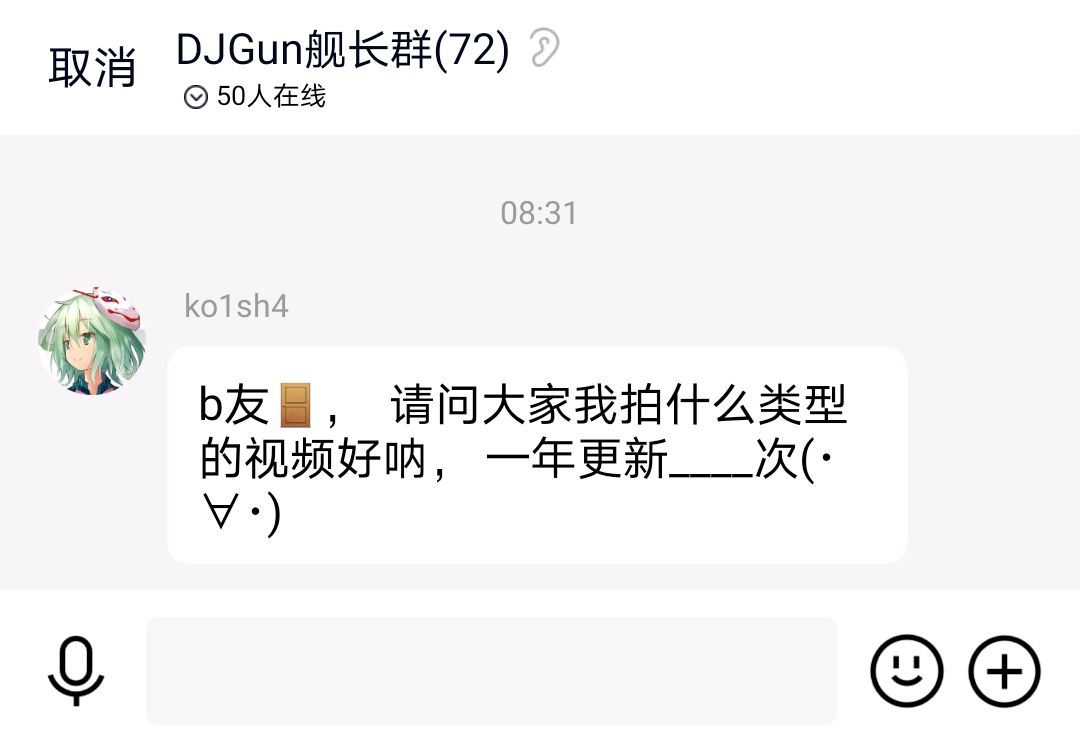 取消
DJGun舰长群(72)
50人在线
08:31
ko1sh4
b友🚪， 请问大家我拍什么类型
的视频好呐，一年更新____次(·
∀·)